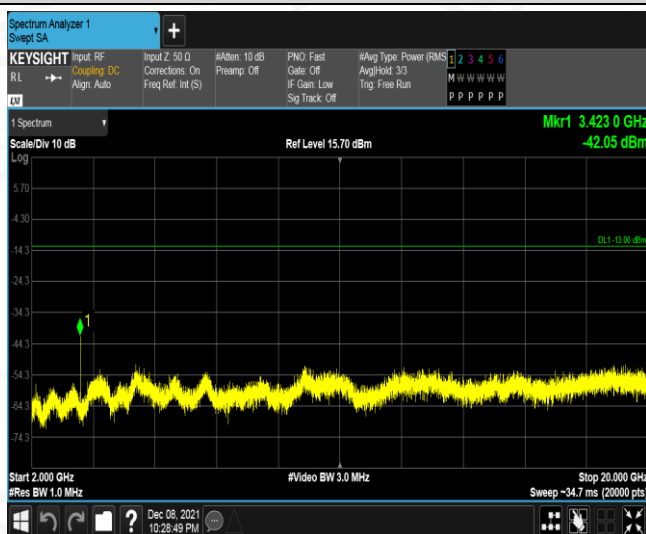 Spectrum Analyzer 1
Swept SA
+
KEYSIGHT
RL
LXI
Input: RF
Coupling: DC
Align: Auto
Input Z: 50 Ω
Corrections: On
Freq Ref: Int (S)
#Atten: 10 dB
Preamp: Off
PNO: Fast
Gate: Off
IF Gain: Low
Sig Track: Off
#Avg Type: Power (RMS
Avg|Hold: 3/3
Trig: Free Run
1 2 3 4 5 6
M W W W W W
P P P P P P
1 Spectrum
Mkr1 3.423 0 GHz
-42.05 dBm
Scale/Div 10 dB
Ref Level 15.70 dBm
Log
5.70
-4.30
-14.3
DL1 -13.00 dBm
-24.3
-34.3
1
-44.3
-54.3
-64.3
-74.3
Start 2.000 GHz
#Video BW 3.0 MHz
Stop 20.000 GHz
#Res BW 1.0 MHz
Sweep ~34.7 ms (20000 pts)
?
Dec 08, 2021
10:28:49 PM